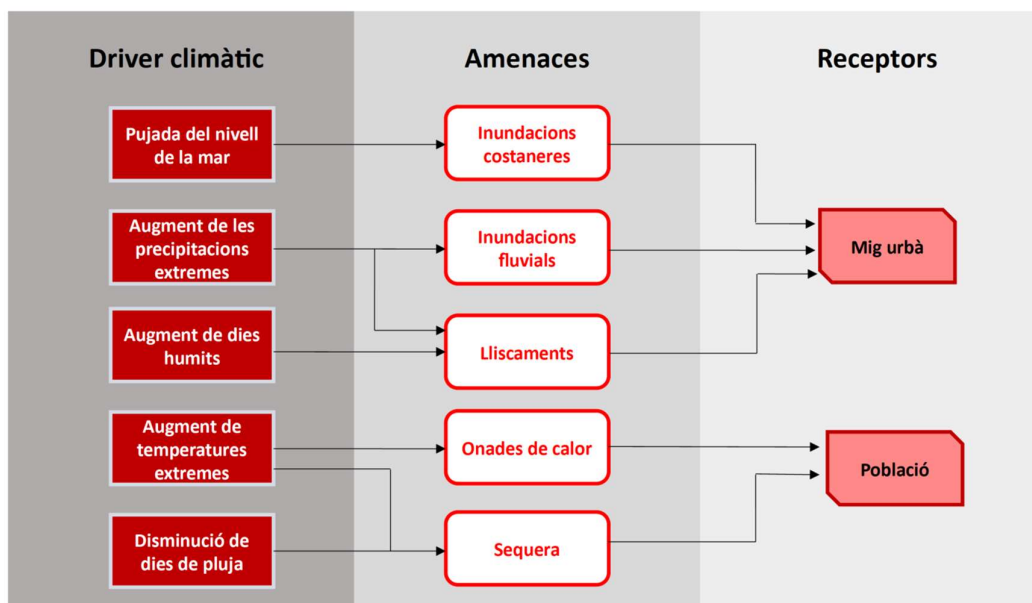 Driver climàtic
Amenaces
Receptors
Pujada del nivell
de la mar
Inundacions
costaneres
Augment de les
precipitacions
extremes
Inundacions
fluvials
Mig urbà
Augment de dies
humits
Lliscaments
Augment de
temperatures
extremes
Onades de calor
Població
Disminució de
dies de pluja
Sequera